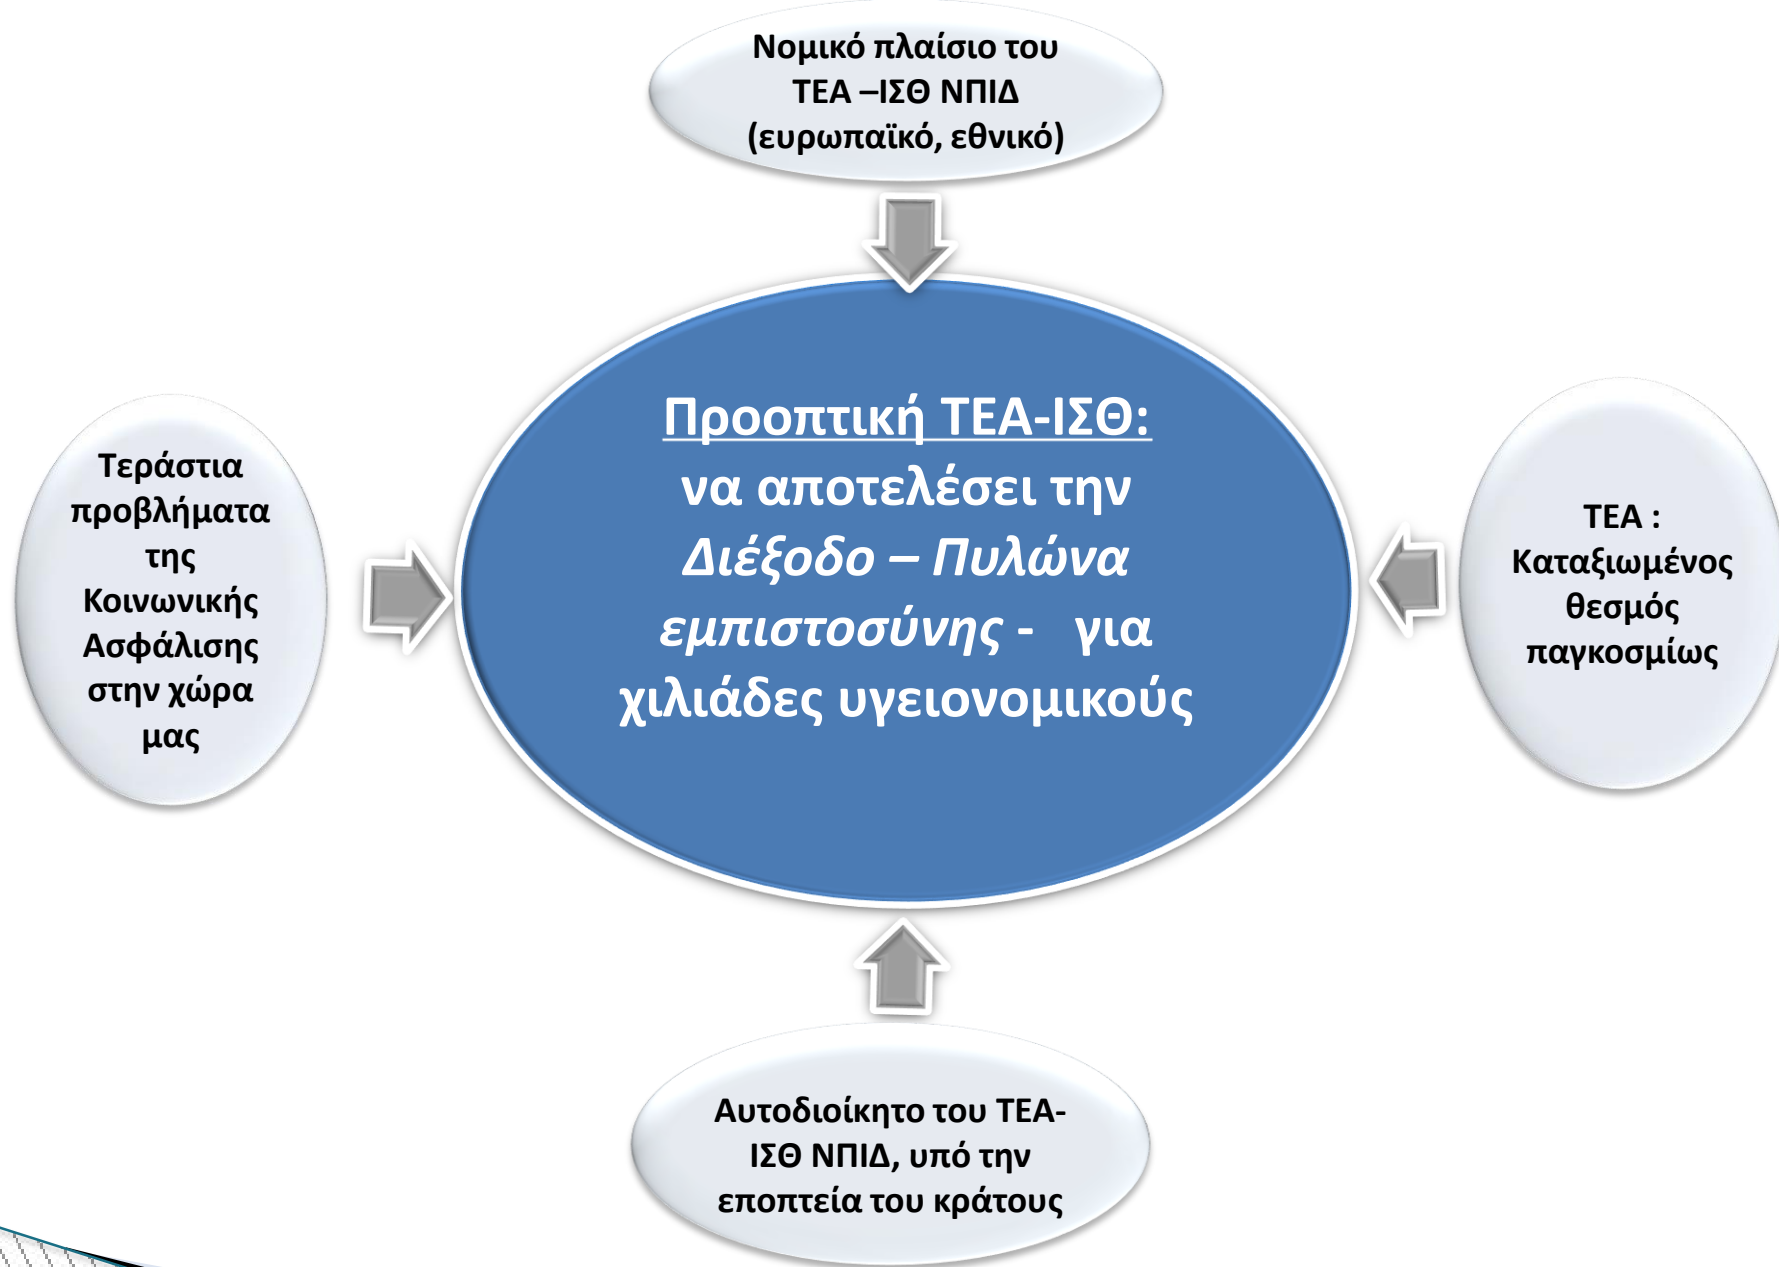 Νομικό πλαίσιο του
ΤΕΑ –ΙΣΘ ΝΠΙΔ
(ευρωπαϊκό, εθνικό)
Τεράστια
προβλήματα
της
Κοινωνικής
Ασφάλισης
στην χώρα
μας
Προοπτική ΤΕΑ-ΙΣΘ:
να αποτελέσει την
Διέξοδο – Πυλώνα
εμπιστοσύνης - για
χιλιάδες υγειονομικούς
ΤΕΑ :
Καταξιωμένος
θεσμός
παγκοσμίως
Αυτοδιοίκητο του ΤΕΑ-
ΙΣΘ ΝΠΙΔ, υπό την
εποπτεία του κράτους